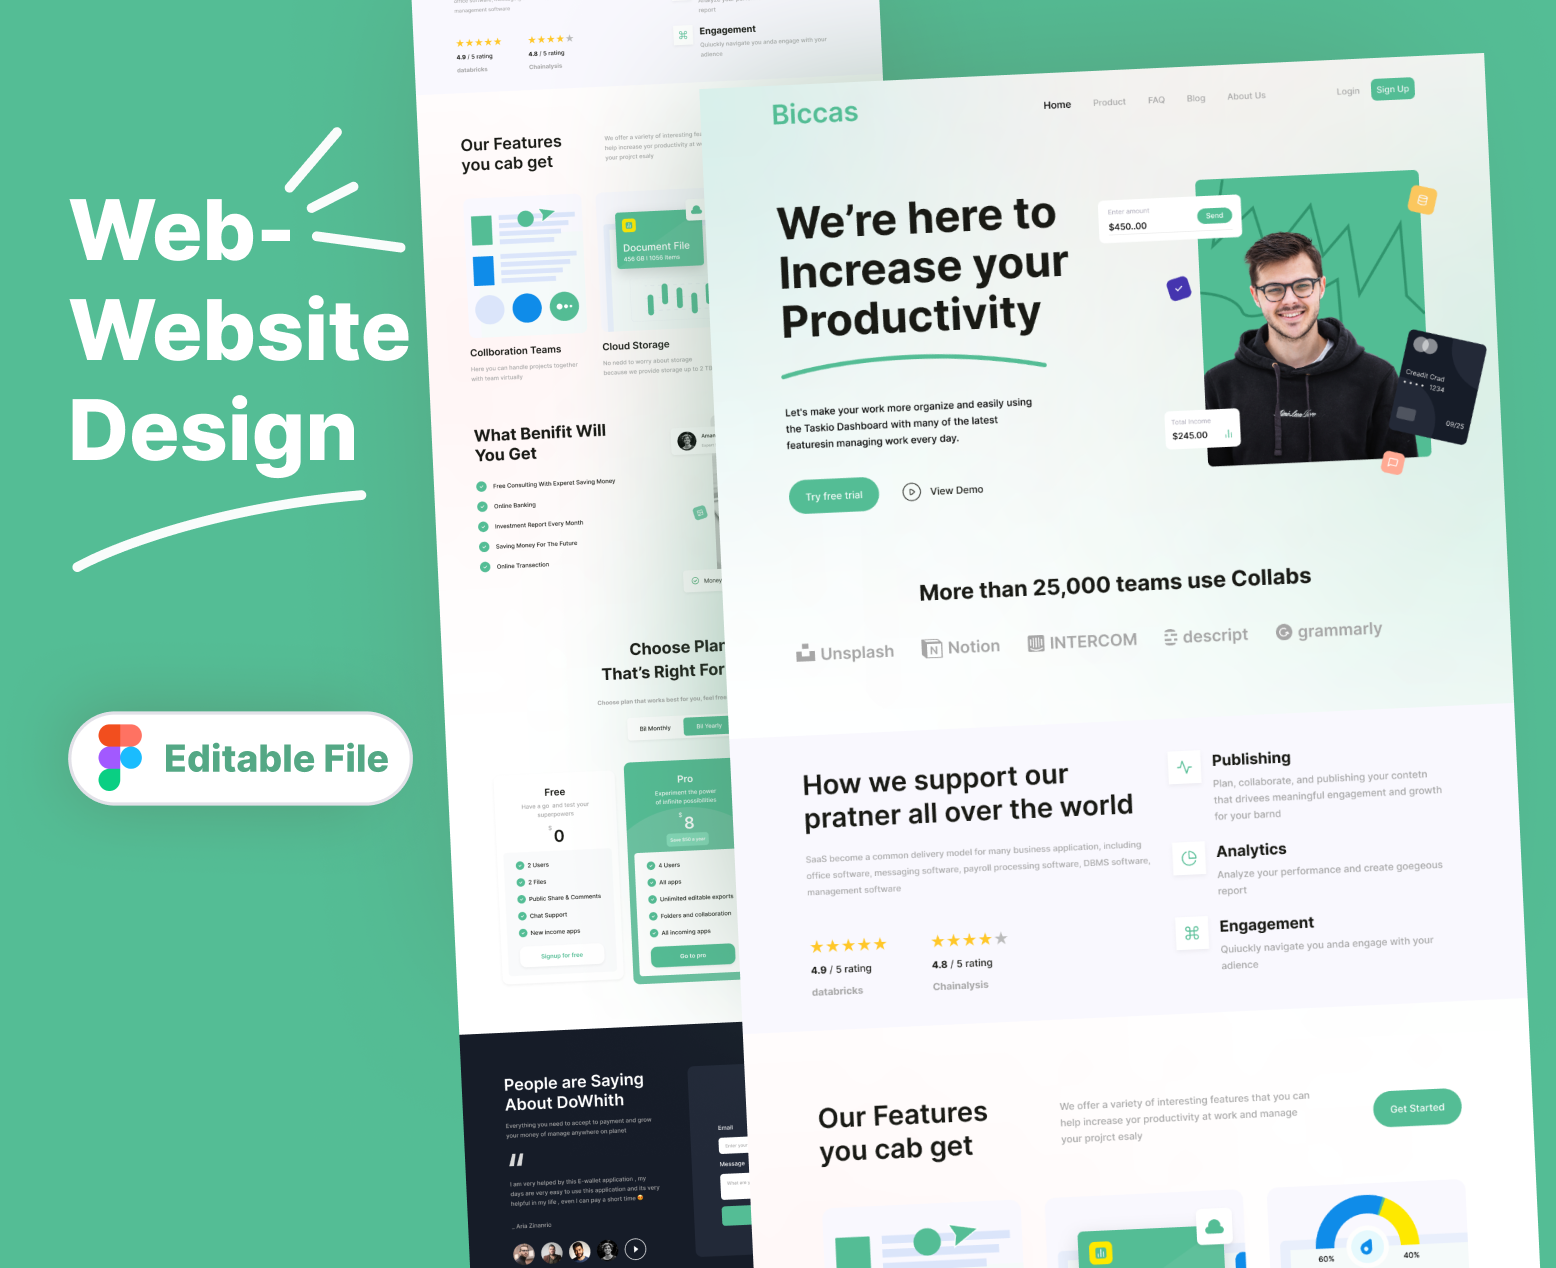 Web-
Website
Design
Editable File
management software
4.9 / 5 rating
databricks
4.8 / 5 rating
Chainalysis
report
Engagement
Quiuckly navigate you anda engage with your
adience
Our Features
you cab get
We offer a variety of interesting
help increase yor productivity at
your projrct esaly
Document File
456 GB | 1056 Items
Collboration Teams
Here you can handle projects together
with team virtually
Cloud Storage
No nedd to worry about storage
because we provide storage up to 2
What Benifit Will
You Get
Free Consulting With Experet Saving Money
Online Banking
Investment Report Every Month
Saving Money For The Future
Online Transection
Money
Choose Plan
That's Right For
Choose plan that works best for you, feel free
Bil Monthly
Bil Yearly
Free
Have a go and test your
superpowers
$ 0
2 Users
2 Files
Public Share & Comments
Chat Support
New income apps
Signup for free
Pro
Experiment the power
of infinite possibilities
$ 8
Save $50 a year
4 Users
All apps
Unlimited editable exports
Folders and collaboration
All incoming apps
Go to pro
People are Saying
About DoWhith
Everything you need to accept to payment and grow
your money of manage anywhere on planet
"
I am very helped by this E-wallet application , my
days are very easy to use this application and its very
helpful in my life , even I can pay a short time 😍
_ Aria Zinanrio
Email
Message
Biccas
Home
Product
FAQ
Blog
About Us
Login
Sign Up
We're here to
Increase your
Productivity
Let's make your work more organize and easily using
the Taskio Dashboard with many of the latest
featuresin managing work every day.
Try free trial
View Demo
Enter amount
$450..00
Send
Total Income
$245.00
Creadit Crad
•••• 1234
09/25
More than 25,000 teams use Collabs
Unsplash
Notion
INTERCOM
descript
grammarly
How we support our
pratner all over the world
SaaS become a common delivery model for many business application, including
office software, messaging software, payroll processing software, DBMS software,
management software
4.9 / 5 rating
databricks
4.8 / 5 rating
Chainalysis
Publishing
Plan, collaborate, and publishing your contetn
that drivees meaningful engagement and growth
for your barnd
Analytics
Analyze your performance and create goegeous
report
Engagement
Quiuckly navigate you anda engage with your
adience
Our Features
you cab get
We offer a variety of interesting features that you can
help increase yor productivity at work and manage
your projrct esaly
Get Started
60%
40%